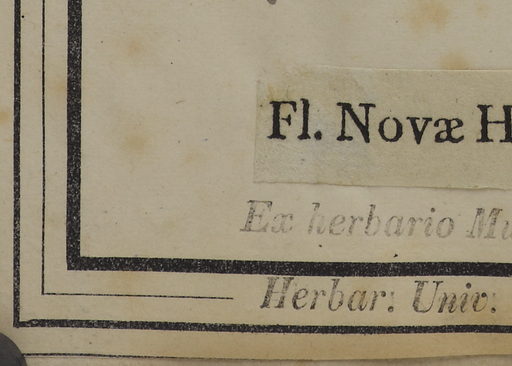 Fl. Novæ H
Ex herbario Mu
Herbar: Univ: